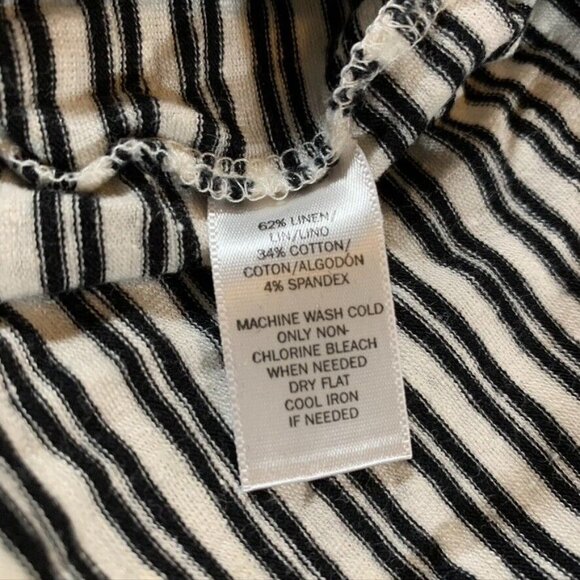 62% LINEN/
LIN/LINO
34% COTTON/
COTON/ALGODÓN
4% SPANDEX
MACHINE WASH COLD
ONLY NON-
CHLORINE BLEACH
WHEN NEEDED
DRY FLAT
COOL IRON
IF NEEDED